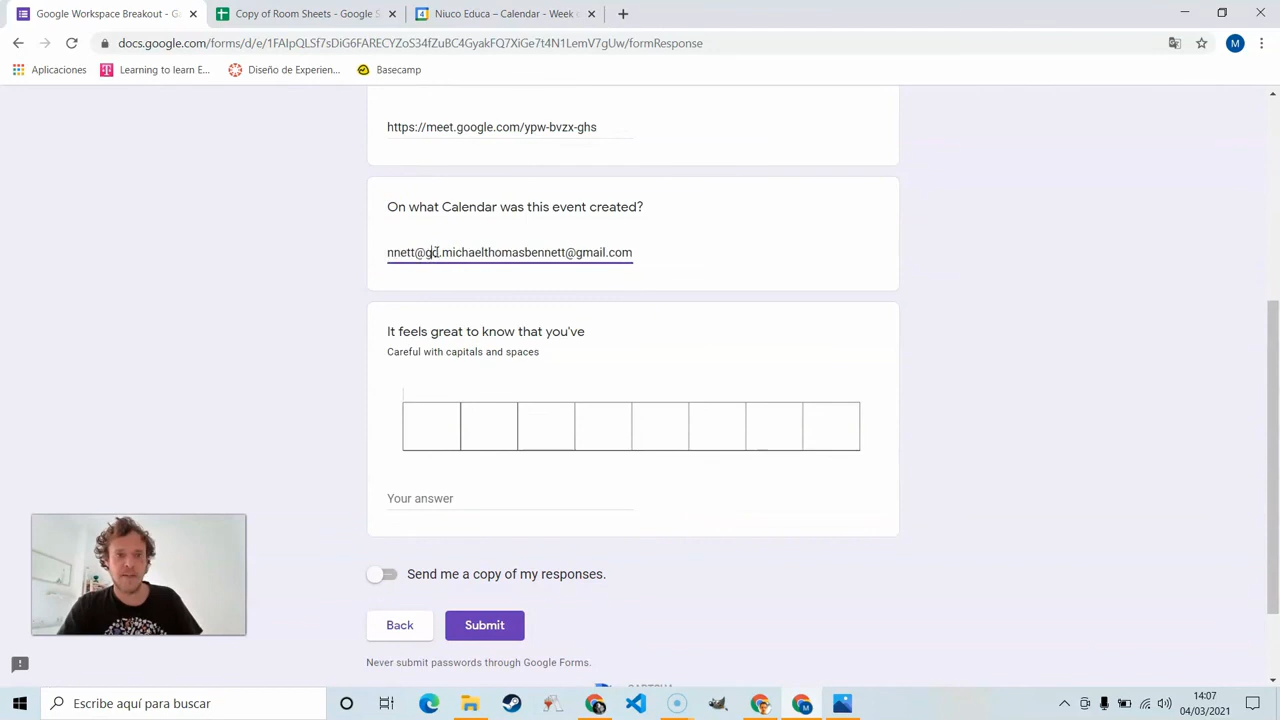 Google Workspace Breakout - G
Copy of Room Sheets - Google S
Niuco Educa – Calendar - Week
docs.google.com/forms/d/e/1FAIpQLSf7sDiG6FARECYZoS34fZuBC4GyakFQ7XiGe7t4N1LemV7gUw/formResponse
M
Aplicaciones
Learning to learn E...
Diseño de Experien...
Basecamp
https://meet.google.com/ypw-bvzx-ghs
On what Calendar was this event created?
It feels great to know that you've
Careful with capitals and spaces
Your answer
Send me a copy of my responses.
Back
Submit
Never submit passwords through Google Forms.
Escribe aquí para buscar
14:07
04/03/2021